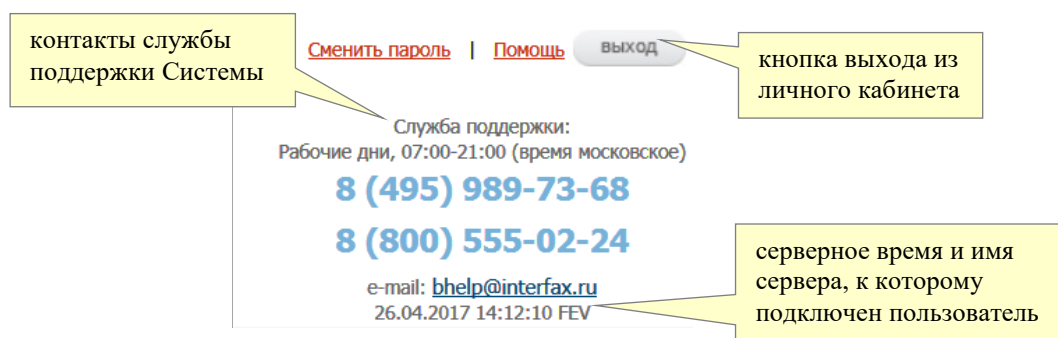 контакты службы
поддержки Системы
Сменить пароль | Помощь выход
кнопка выхода из
личного кабинета
Служба поддержки:
Рабочие дни, 07:00-21:00 (время московское)
8 (495) 989-73-68
8 (800) 555-02-24
e-mail: bhelp@interfax.ru
26.04.2017 14:12:10 FEV
серверное время и имя
сервера, к которому
подключен пользователь